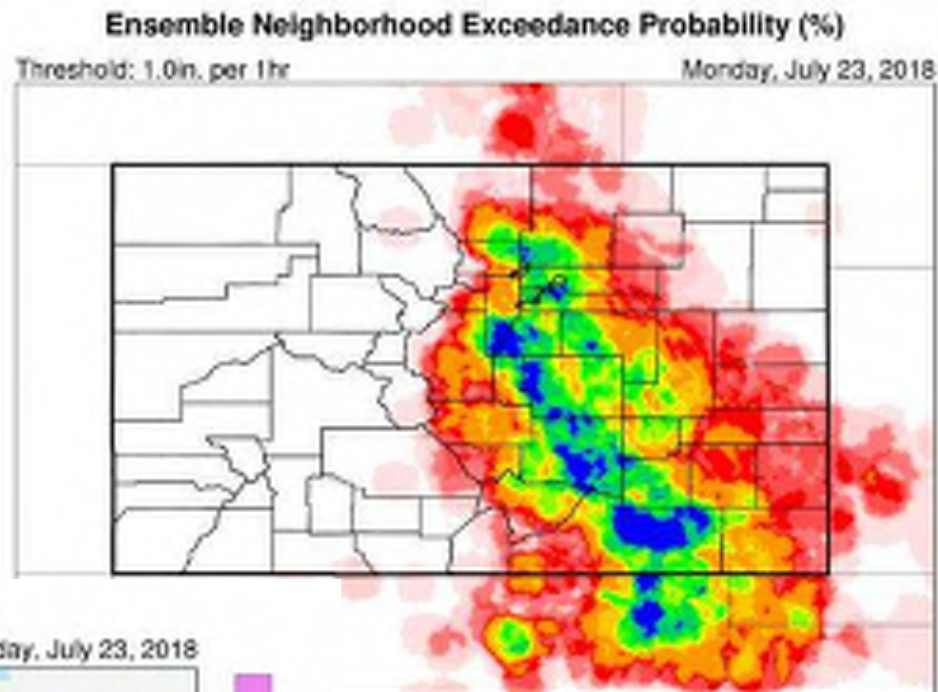 Ensemble Neighborhood Exceedance Probability (%)
Threshold: 1.0in. per 1hr Monday, July 23, 2018
day, July 23, 2018